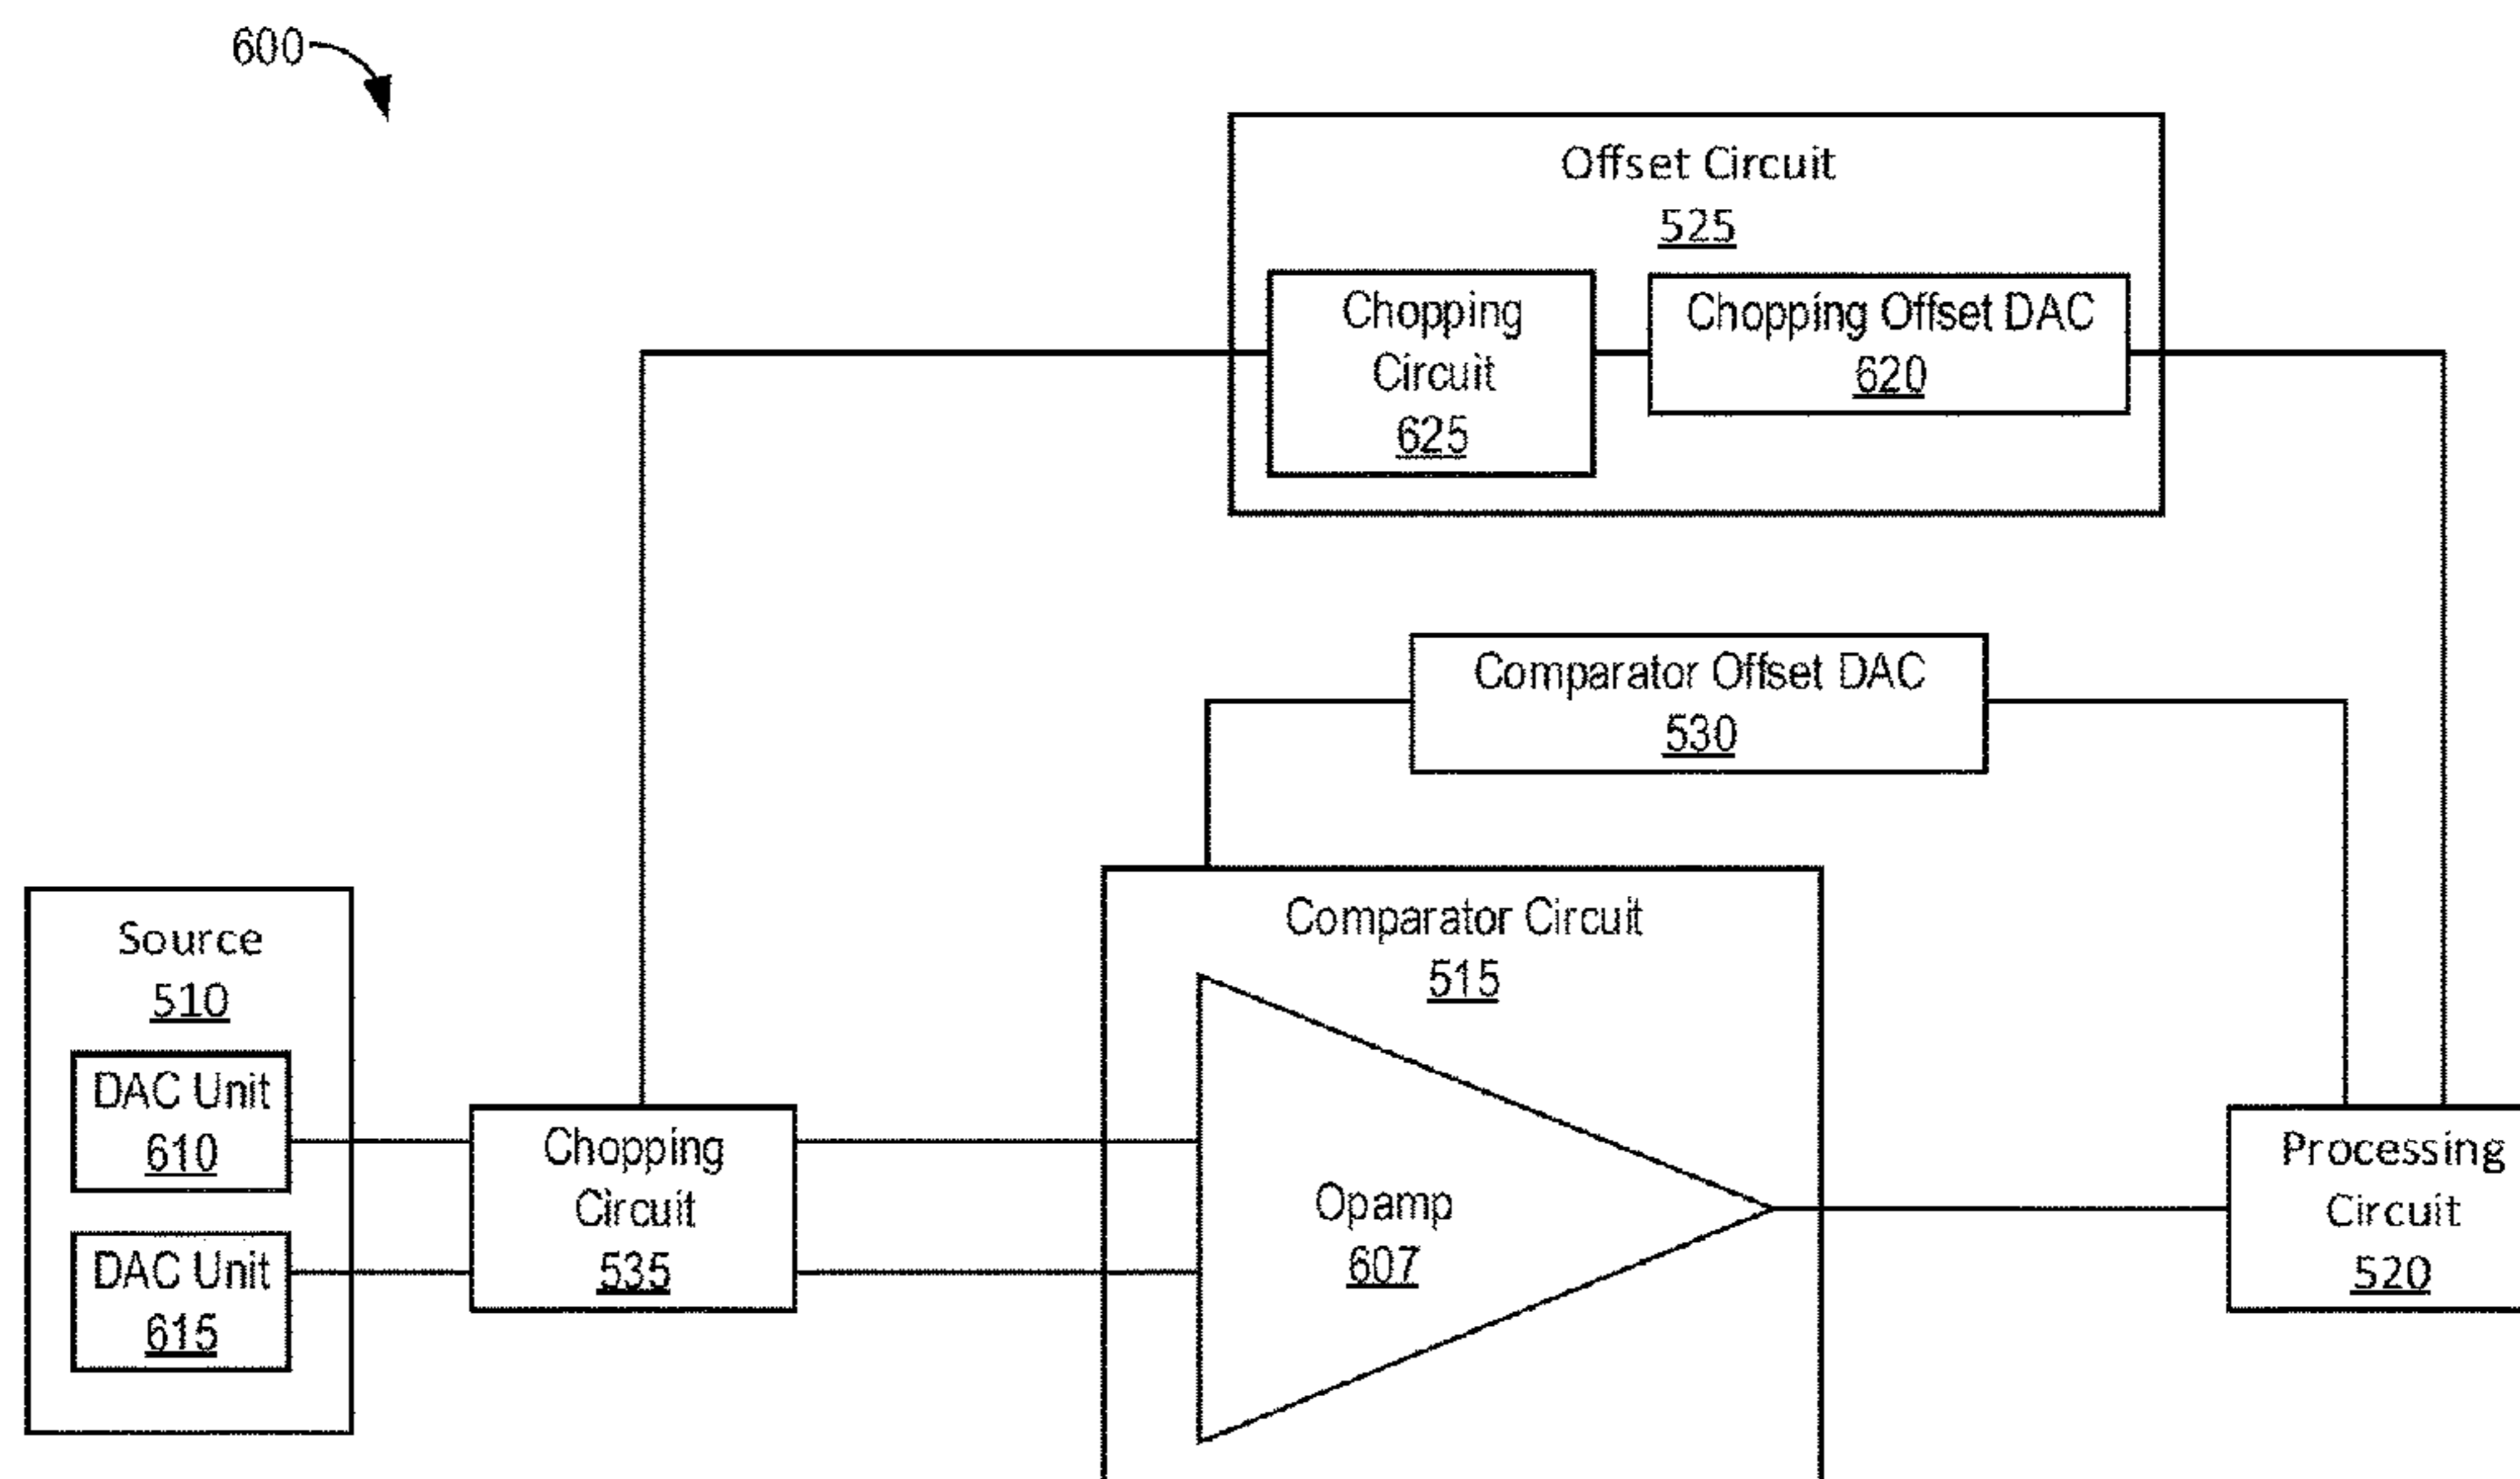 600
Offset Circuit
525
Chopping
Circuit
625
Chopping Offset DAC
620
Comparator Offset DAC
530
Source
510
DAC Unit
610
DAC Unit
615
Chopping
Circuit
535
Comparator Circuit
515
Opamp
607
Processing
Circuit
520